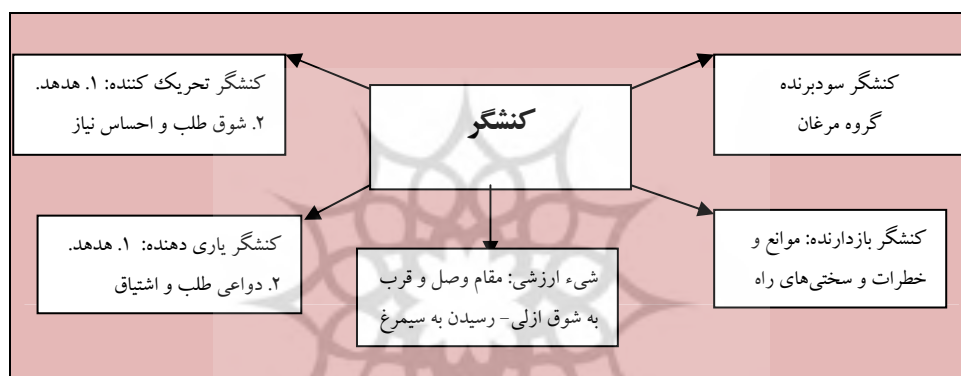 کنشگر
کنشگر سودبرنده
گروه مرغان
کنشگر تحریک کننده: ۱. هدهد.
۲. شوق طلب و احساس نیاز
کنشگر بازدارنده: موانع و
خطرات و سختی‌های راه
شیء ارزشی: مقام وصل و قرب
به شوق ازلی- رسیدن به سیمرغ
کنشگر یاری دهنده: ۱. هدهد.
۲. دواعی طلب و اشتیاق